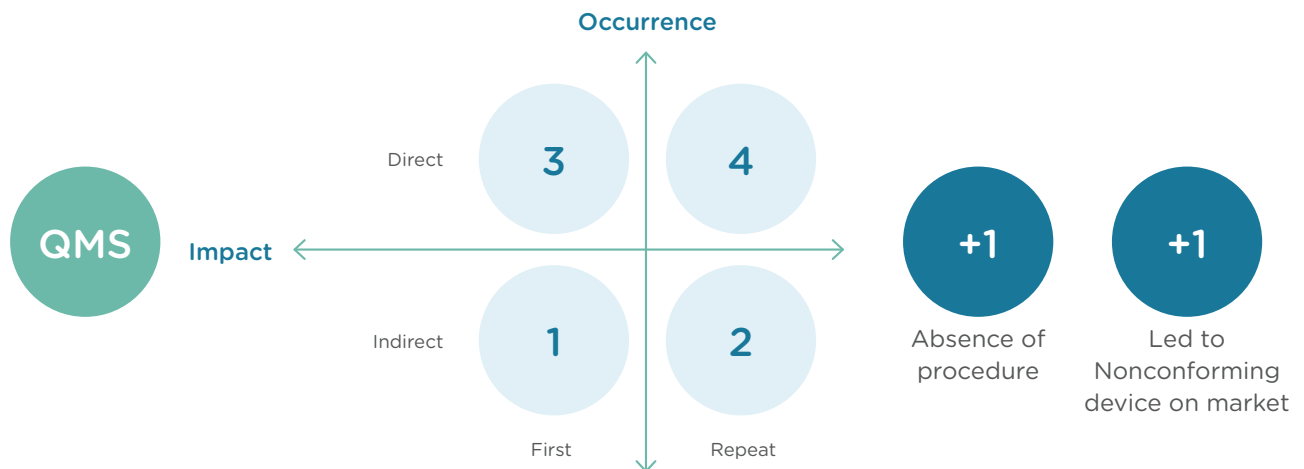 Occurrence
Direct
3
4
QMS
Impact
+1
+1
Indirect
1
2
Absence of
procedure
Led to
Nonconforming
device on market
First
Repeat